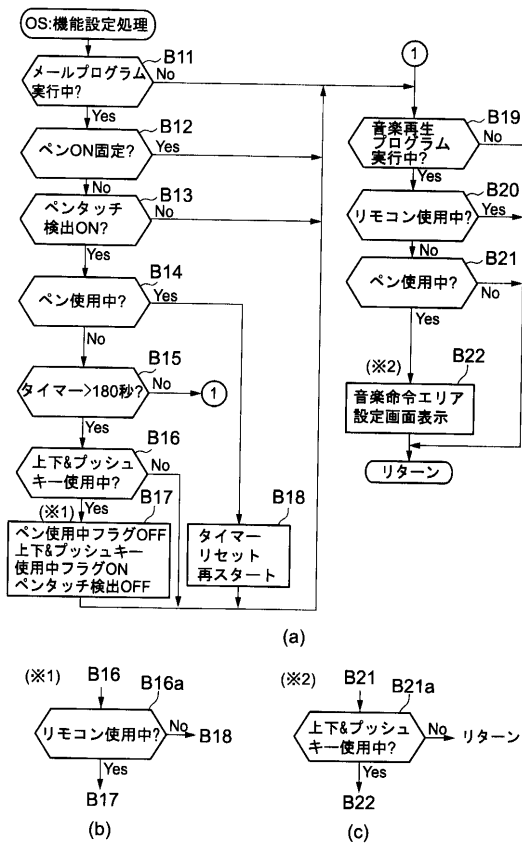 OS:機能設定処理
B11
メールプログラム
実行中?
No
Yes
B12
ペンON固定?
Yes
No
B13
ペンタッチ
検出ON?
No
Yes
B14
ペン使用中?
Yes
No
B15
タイマー>180秒?
No
1
Yes
B16
上下&プッシュ
キー使用中?
No
Yes
(※1)
B17
ペン使用中フラグOFF
上下&プッシュキー
使用中フラグON
ペンタッチ検出OFF
B18
タイマー
リセット
再スタート
1
B19
音楽再生
プログラム
実行中?
No
Yes
B20
リモコン使用中?
Yes
No
B21
ペン使用中?
No
Yes
(※2)
B22
音楽命令エリア
設定画面表示
リターン
(a)
(※1)
B16
B16a
リモコン使用中?
No
B18
Yes
B17
(b)
(※2)
B21
B21a
上下&プッシュ
キー使用中?
No
リターン
Yes
B22
(c)